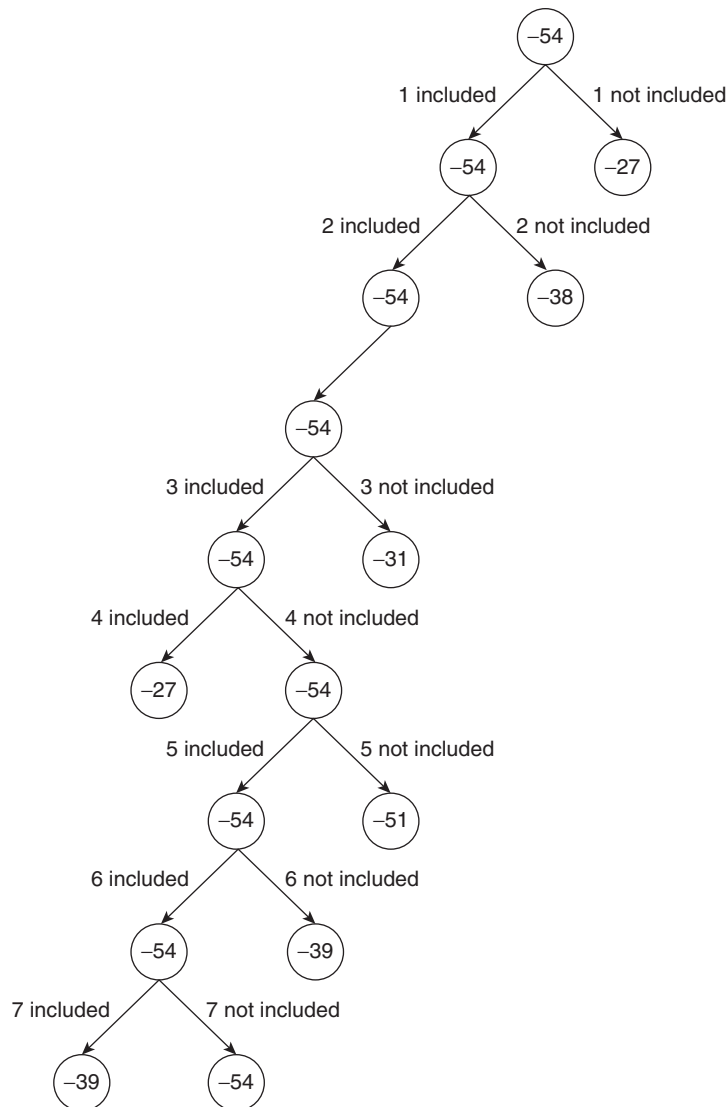 –54
1 included 1 not included
–54 –27
2 included 2 not included
–54 –38
–54
3 included 3 not included
–54 –31
4 included 4 not included
–27 –54
5 included 5 not included
–54 –51
6 included 6 not included
–54 –39
7 included 7 not included
–39 –54